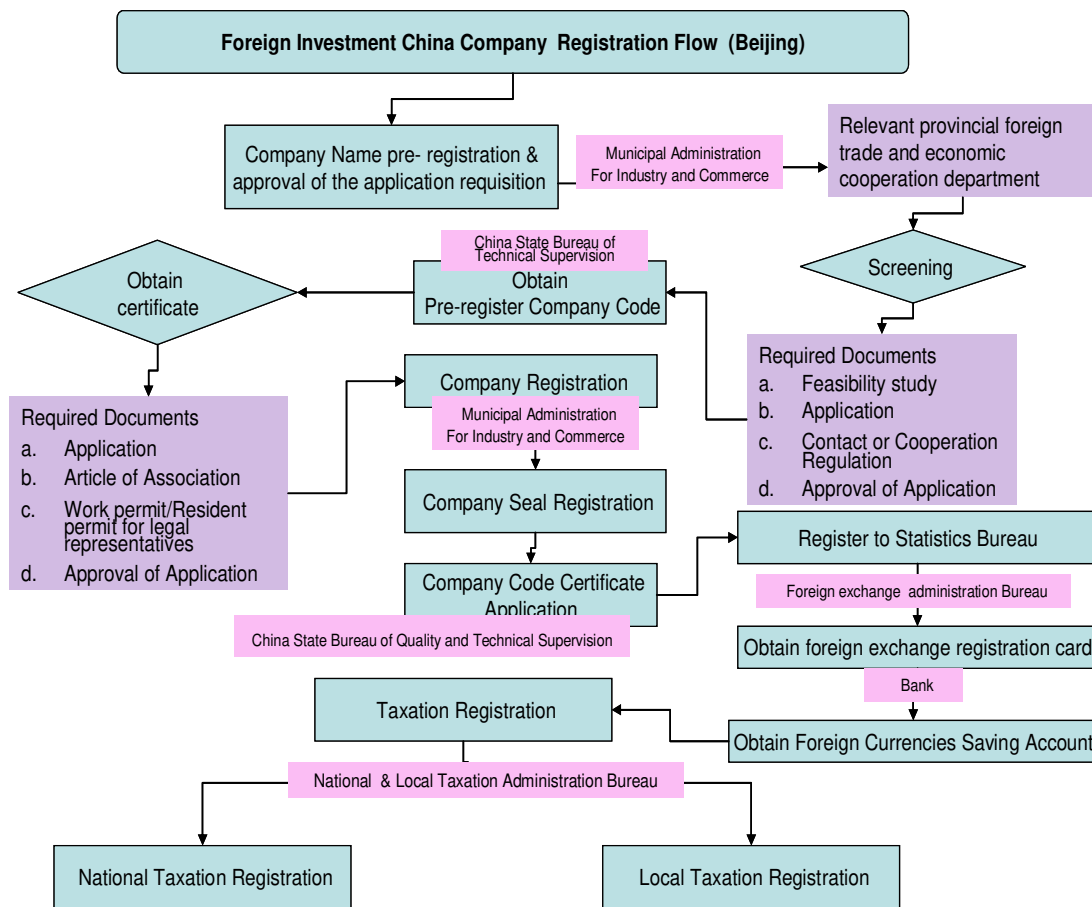 Foreign Investment China Company Registration Flow (Beijing)
Company Name pre- registration &
approval of the application requisition
Municipal Administration
For Industry and Commerce
Relevant provincial foreign
trade and economic
cooperation department
Screening
Required Documents
a. Feasibility study
b. Application
c. Contact or Cooperation
Regulation
d. Approval of Application
China State Bureau of
Technical Supervision
Obtain
Pre-register Company Code
Obtain
certificate
Required Documents
a. Application
b. Article of Association
c. Work permit/Resident
permit for legal
representatives
d. Approval of Application
Company Registration
Municipal Administration
For Industry and Commerce
Company Seal Registration
Company Code Certificate
Application
China State Bureau of Quality and Technical Supervision
Register to Statistics Bureau
Foreign exchange administration Bureau
Obtain foreign exchange registration card
Bank
Obtain Foreign Currencies Saving Account
Taxation Registration
National & Local Taxation Administration Bureau
National Taxation Registration
Local Taxation Registration